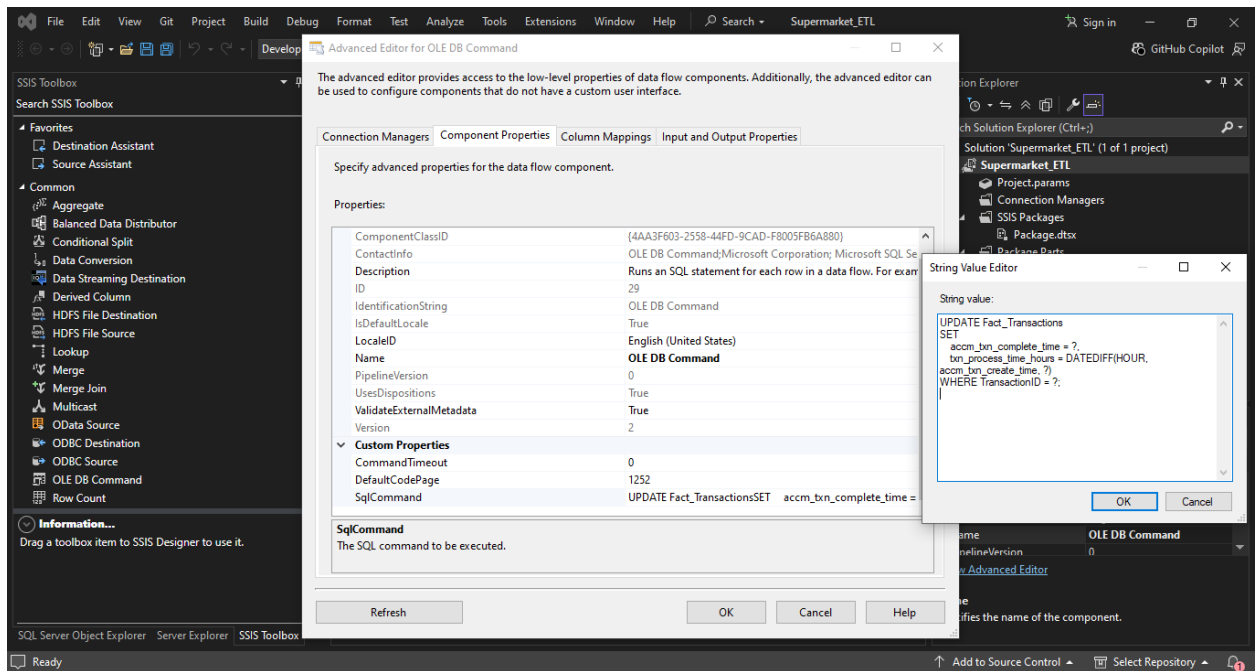 File Edit View Git Project Build Debug Format Test Analyze Tools Extensions Window Help Search Supermarket_ETL Sign in
Develop
GitHub Copilot
SSIS Toolbox
Search SSIS Toolbox
Favorites
Destination Assistant
Source Assistant
Common
Aggregate
Balanced Data Distributor
Conditional Split
Data Conversion
Data Streaming Destination
Derived Column
HDFS File Destination
HDFS File Source
Lookup
Merge
Merge Join
Multicast
OData Source
ODBC Destination
ODBC Source
OLE DB Command
Row Count
Information...
Drag a toolbox item to SSIS Designer to use it.
SQL Server Object Explorer Server Explorer SSIS Toolbox
Advanced Editor for OLE DB Command
The advanced editor provides access to the low-level properties of data flow components. Additionally, the advanced editor can
be used to configure components that do not have a custom user interface.
Connection Managers Component Properties Column Mappings Input and Output Properties
Specify advanced properties for the data flow component.
Properties:
ComponentClassID {4AA3F603-2558-44FD-9CAD-F8005FB6A880}
ContactInfo OLE DB Command;Microsoft Corporation; Microsoft SQL Se
Description Runs an SQL statement for each row in a data flow. For exam
ID 29
IdentificationString OLE DB Command
IsDefaultLocale True
LocaleID English (United States)
Name OLE DB Command
PipelineVersion 0
UsesDispositions True
ValidateExternalMetadata True
Version 2
Custom Properties
CommandTimeout 0
DefaultCodePage 1252
SqlCommand UPDATE Fact_TransactionsSET accm_txn_complete_time =
SqlCommand
The SQL command to be executed.
Refresh OK Cancel Help
tion Explorer
ch Solution Explorer (Ctrl+;)
Solution 'Supermarket_ETL' (1 of 1 project)
Supermarket_ETL
Project.params
Connection Managers
SSIS Packages
Package.dtsx
Package Parts
String Value Editor
String value:
UPDATE Fact_Transactions
SET
accm_txn_complete_time = ?,
txn_process_time_hours = DATEDIFF(HOUR,
accm_txn_create_time, ?)
WHERE TransactionID = ?;
OK Cancel
ame OLE DB Command
pelineVersion 0
w Advanced Editor
ne
cifies the name of the component.
Ready
Add to Source Control Select Repository 1